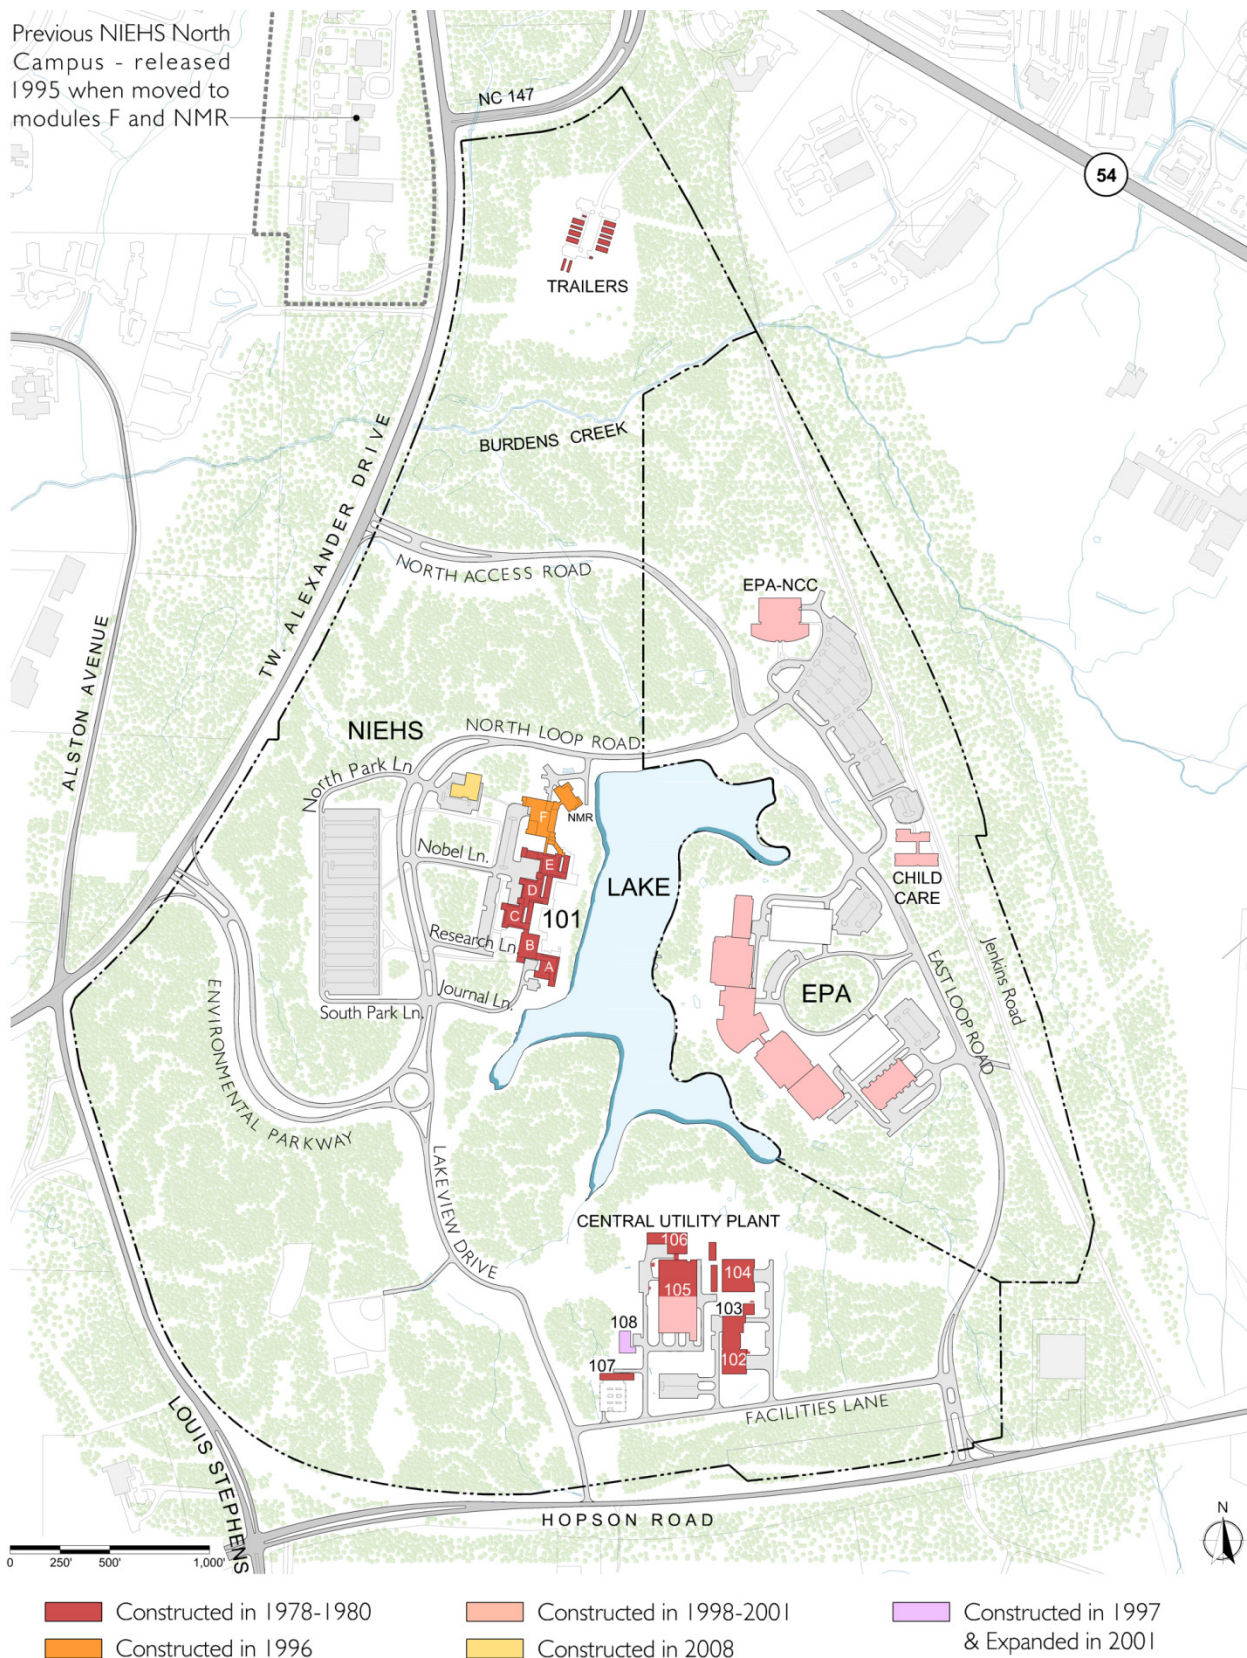 Previous NIEHS North
Campus - released
1995 when moved to
modules F and NMR
NC 147
54
TRAILERS
BURDENS CREEK
TW. ALEXANDER DRIVE
NORTH ACCESS ROAD
EPA-NCC
ALSTON AVENUE
NIEHS
NORTH LOOP ROAD
North Park Ln.
F
NMR
Nobel Ln.
E
D
LAKE
CHILD
CARE
C
101
Research Ln.
B
A
Journal Ln.
South Park Ln.
EPA
EAST LOOP ROAD
Jenkins Road
ENVIRONMENTAL PARKWAY
LAKEVIEW DRIVE
CENTRAL UTILITY PLANT
106
104
105
103
108
102
107
FACILITIES LANE
LOUIS STEPHENS
HOPSON ROAD
N
0 250' 500' 1,000'
Constructed in 1978-1980
Constructed in 1998-2001
Constructed in 1997
& Expanded in 2001
Constructed in 1996
Constructed in 2008